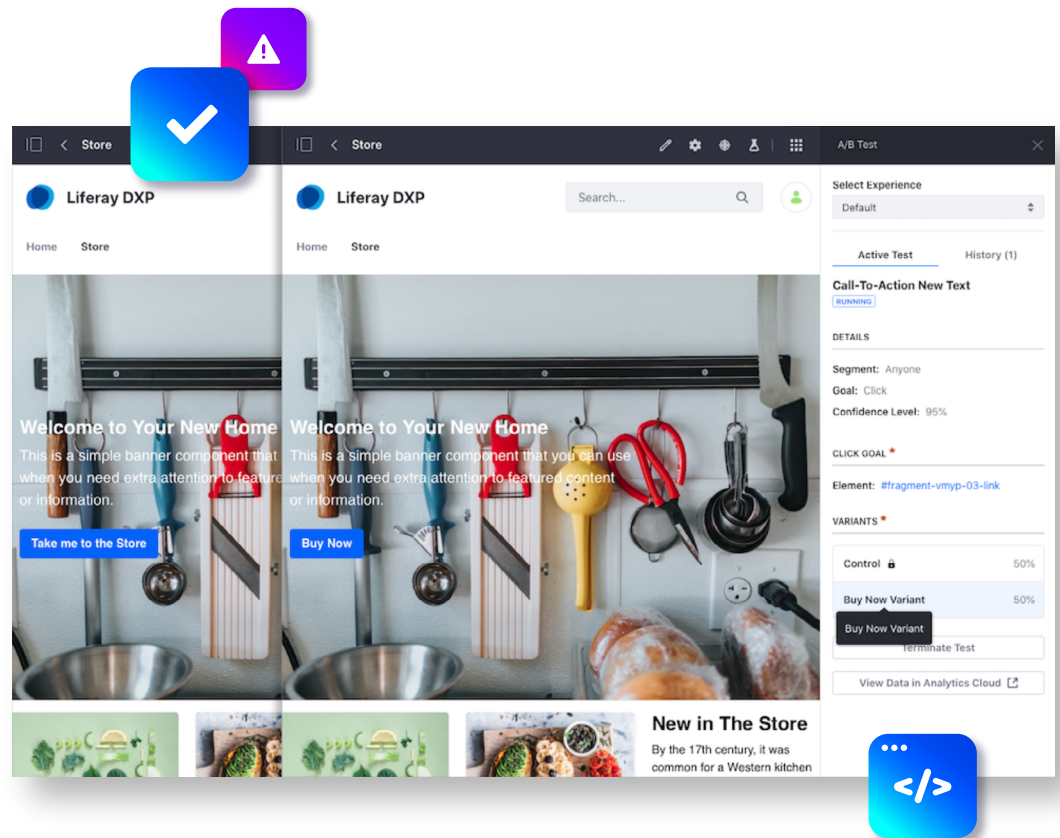 Store
Liferay DXP
Home Store
Welcome to Your New Home
This is a simple banner component that
when you need extra attention to feature
or information.
Take me to the Store
Store
Liferay DXP
Search...
Home Store
Welcome to Your New Home
This is a simple banner component that you can use
when you need extra attention to featured content
or information.
Buy Now
New in The Store
By the 17th century, it was
common for a Western kitchen
A/B Test
Select Experience
Default
Active Test History (1)
Call-To-Action New Text
RUNNING
DETAILS
Segment: Anyone
Goal: Click
Confidence Level: 95%
CLICK GOAL *
Element: #fragment-vmyp-03-link
VARIANTS *
Control 50%
Buy Now Variant 50%
Buy Now Variant
Terminate Test
View Data in Analytics Cloud
</>